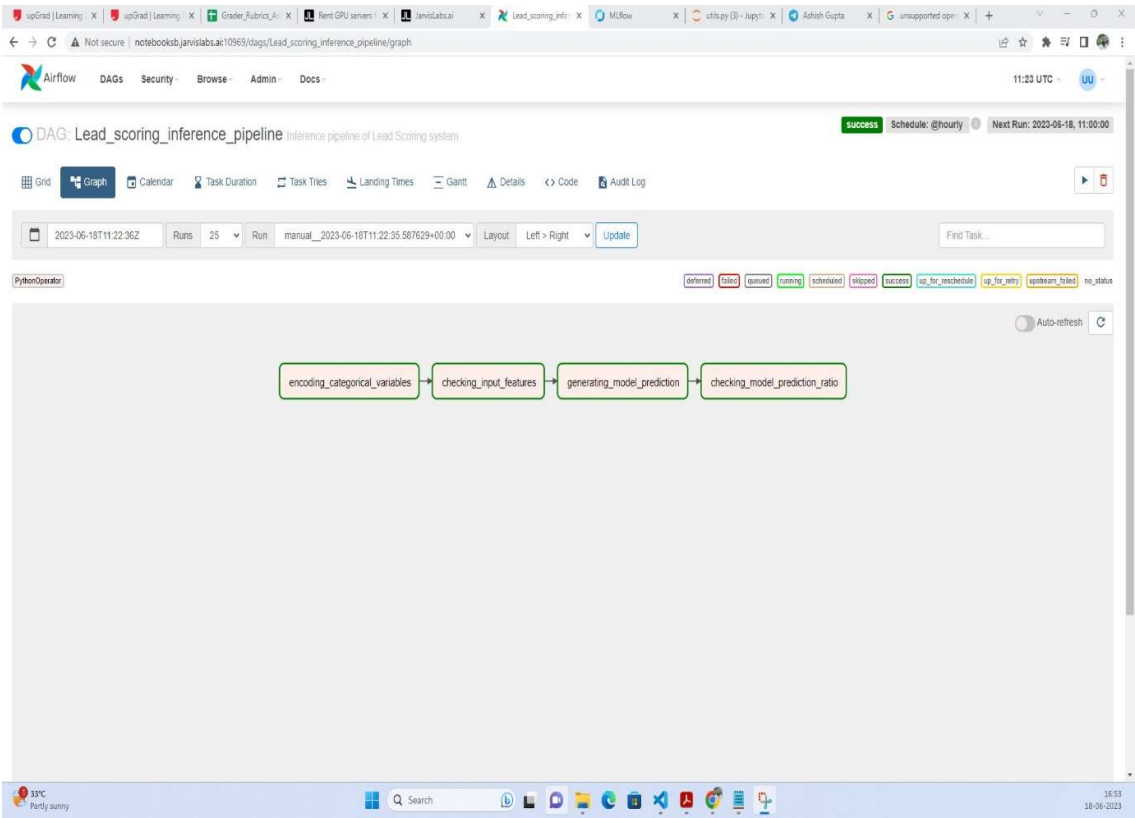 upGrad | Learning upGrad | Learning Grader_Rubrics_Ai Rent GPU servers f JarvisLabs.ai Lead_scoring_infe MLflow utils.py (3) - Jupyte Ashish Gupta unsupported oper
Not secure notebooksb.jarvislabs.ai:10969/dags/Lead_scoring_inference_pipeline/graph
Airflow DAGs Security Browse Admin Docs 11:23 UTC UU
DAG: Lead_scoring_inference_pipeline Inference pipeline of Lead Scoring system success Schedule: @hourly Next Run: 2023-06-18, 11:00:00
Grid Graph Calendar Task Duration Task Tries Landing Times Gantt Details <> Code Audit Log
2023-06-18T11:22:36Z Runs 25 Run manual__2023-06-18T11:22:35.587629+00:00 Layout Left > Right Update Find Task...
PythonOperator deferred failed queued running scheduled skipped success up_for_reschedule up_for_retry upstream_failed no_status
Auto-refresh
encoding_categorical_variables checking_input_features generating_model_prediction checking_model_prediction_ratio
1 33°C Search 16:53
Partly sunny 18-06-2023